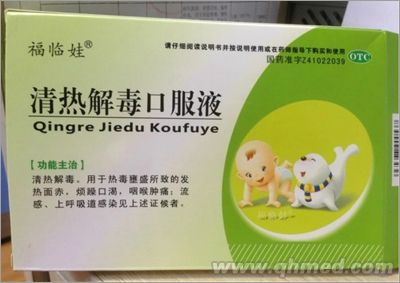 福临娃®
请仔细阅读说明书并按说明使用或在药师指导下购买和使用
国药准字Z41022039
OTC
清热解毒口服液
Qingre Jiedu Koufuye
【功能主治】
清热解毒。用于热毒壅盛所致的发
热面赤，烦躁口渴，咽喉肿痛；流
感、上呼吸道感染见上述证候者。
福临娃
www.qhmed.com